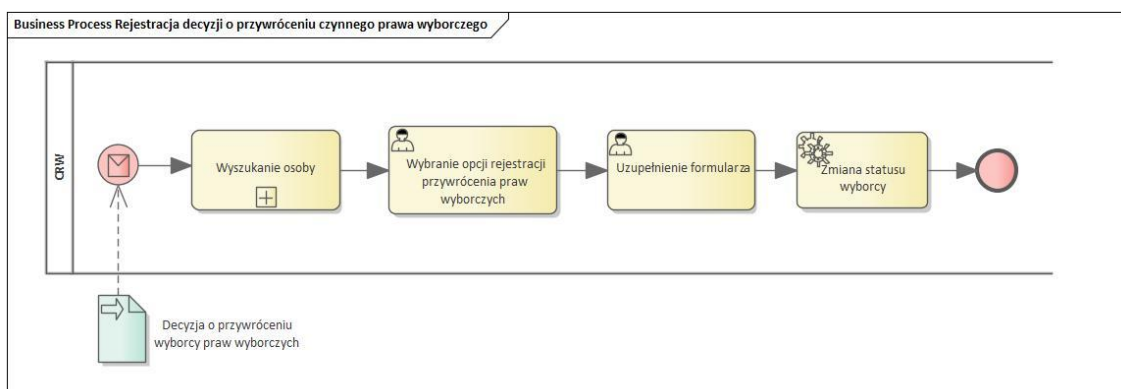 Business Process Rejestracja decyzji o przywróceniu czynnego prawa wyborczego
CRW
Wyszukanie osoby
Wybranie opcji rejestracji
przywrócenia praw
wyborczych
Uzupełnienie formularza
Zmiana statusu
wyborcy
Decyzja o przywróceniu
wyborcy praw wyborczych